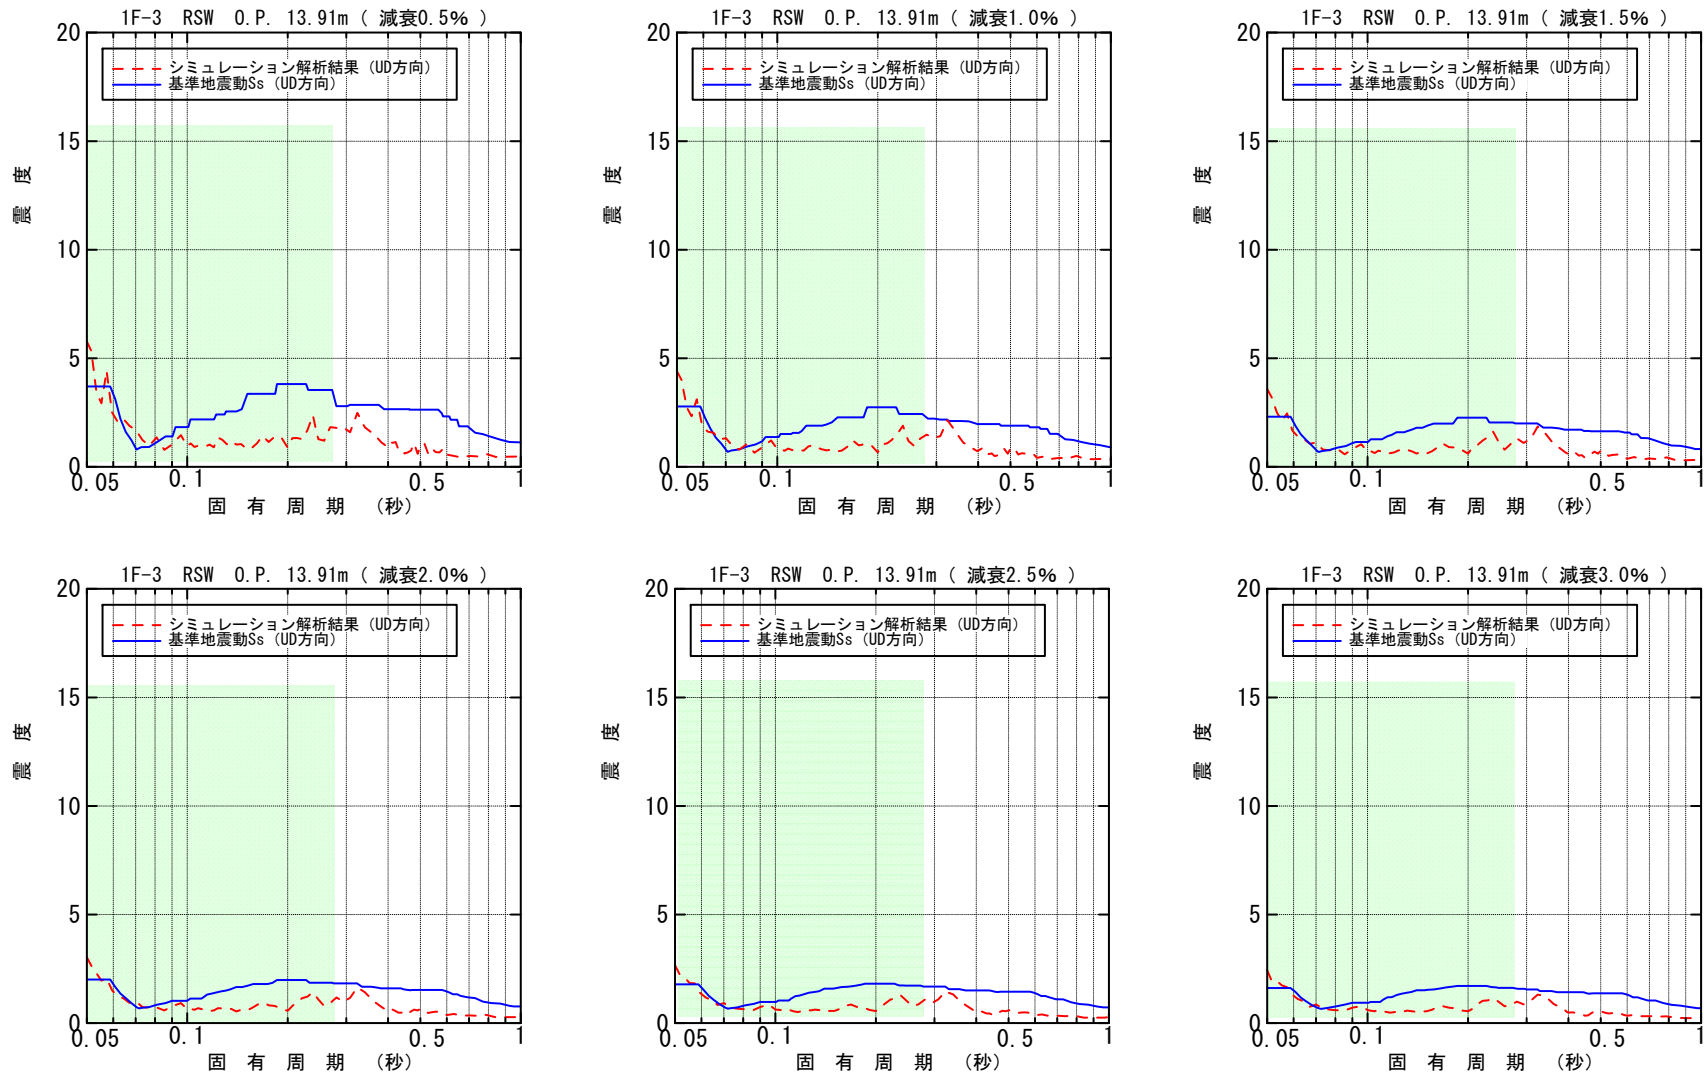 1F-3 RSW O.P. 13.91m ( 減衰0.5% )
シミュレーション解析結果 (UD方向)
基準地震動Ss (UD方向)
20
15
10
5
0
震度
0.05
0.1
0.5
1
固有周期 (秒)
1F-3 RSW O.P. 13.91m ( 減衰1.0% )
シミュレーション解析結果 (UD方向)
基準地震動Ss (UD方向)
20
15
10
5
0
震度
0.05
0.1
0.5
1
固有周期 (秒)
1F-3 RSW O.P. 13.91m ( 減衰1.5% )
シミュレーション解析結果 (UD方向)
基準地震動Ss (UD方向)
20
15
10
5
0
震度
0.05
0.1
0.5
1
固有周期 (秒)
1F-3 RSW O.P. 13.91m ( 減衰2.0% )
シミュレーション解析結果 (UD方向)
基準地震動Ss (UD方向)
20
15
10
5
0
震度
0.05
0.1
0.5
1
固有周期 (秒)
1F-3 RSW O.P. 13.91m ( 減衰2.5% )
シミュレーション解析結果 (UD方向)
基準地震動Ss (UD方向)
20
15
10
5
0
震度
0.05
0.1
0.5
1
固有周期 (秒)
1F-3 RSW O.P. 13.91m ( 減衰3.0% )
シミュレーション解析結果 (UD方向)
基準地震動Ss (UD方向)
20
15
10
5
0
震度
0.05
0.1
0.5
1
固有周期 (秒)